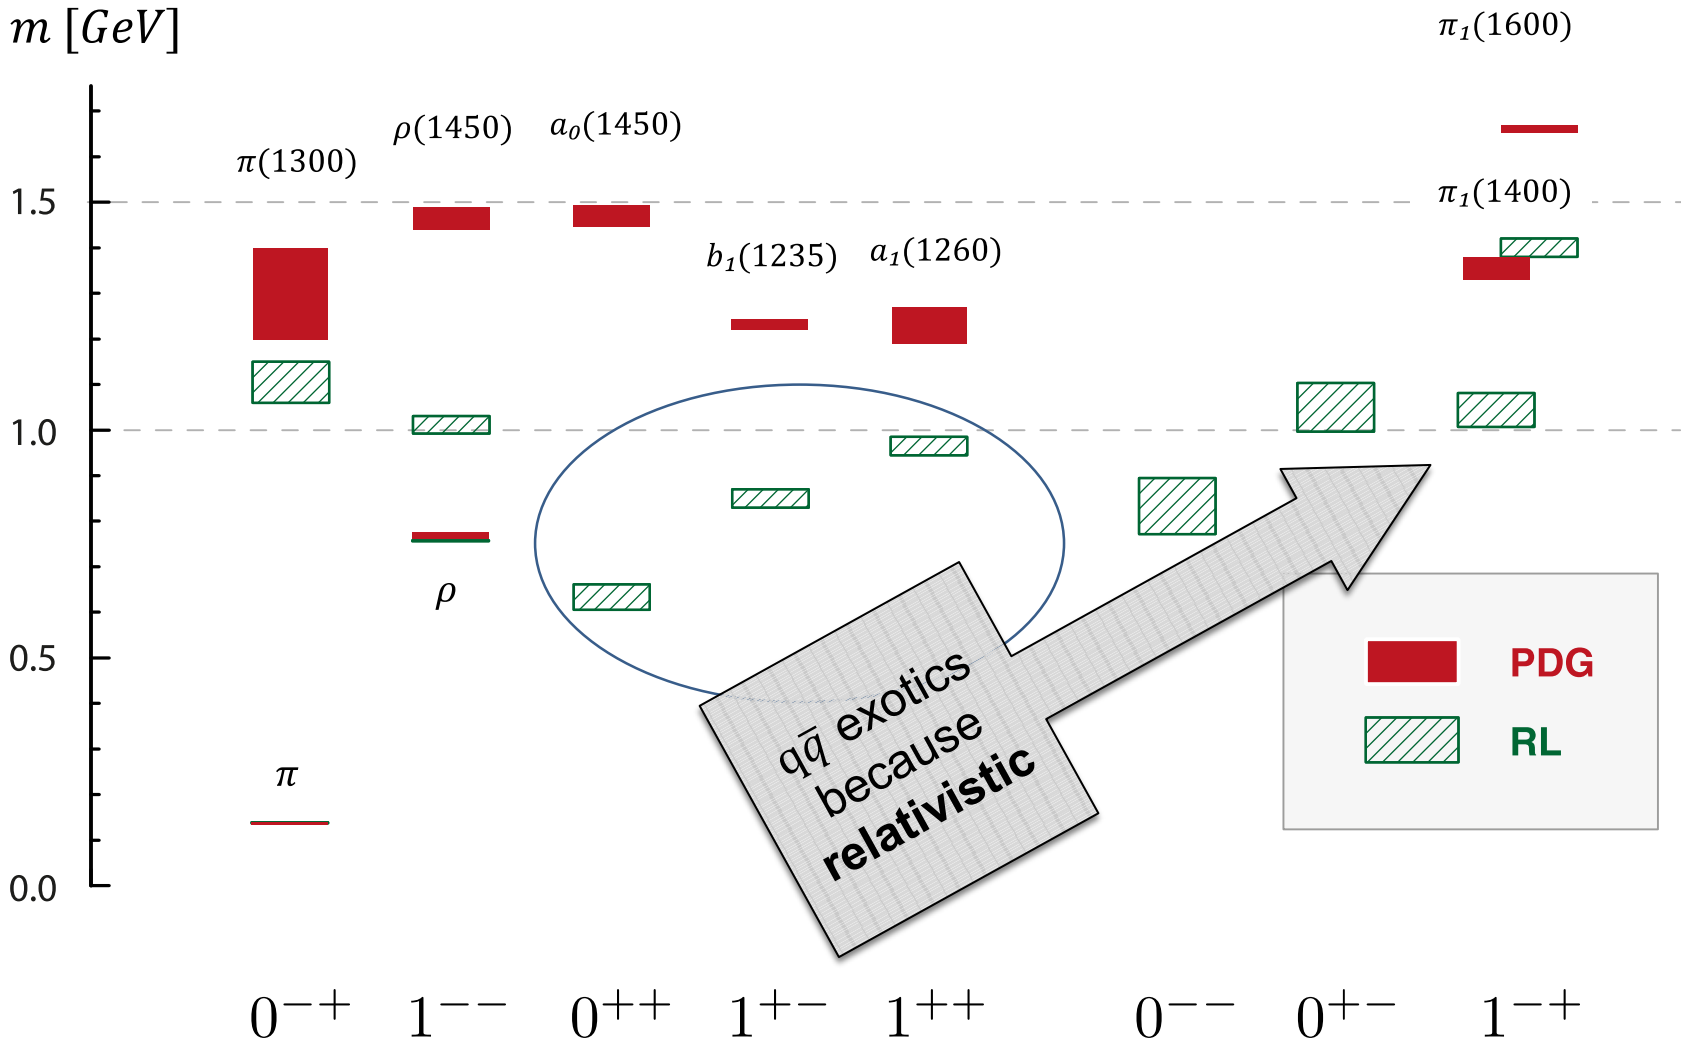 m [GeV]
π₁(1600)
ρ(1450)
a₀(1450)
π(1300)
π₁(1400)
1.5
b₁(1235)
a₁(1260)
1.0
ρ
0.5
qq̄ exotics
because
relativistic
PDG
RL
π
0.0
0⁻⁺
1⁻⁻
0⁺⁺
1⁺⁻
1⁺⁺
0⁻⁻
0⁺⁻
1⁻⁺